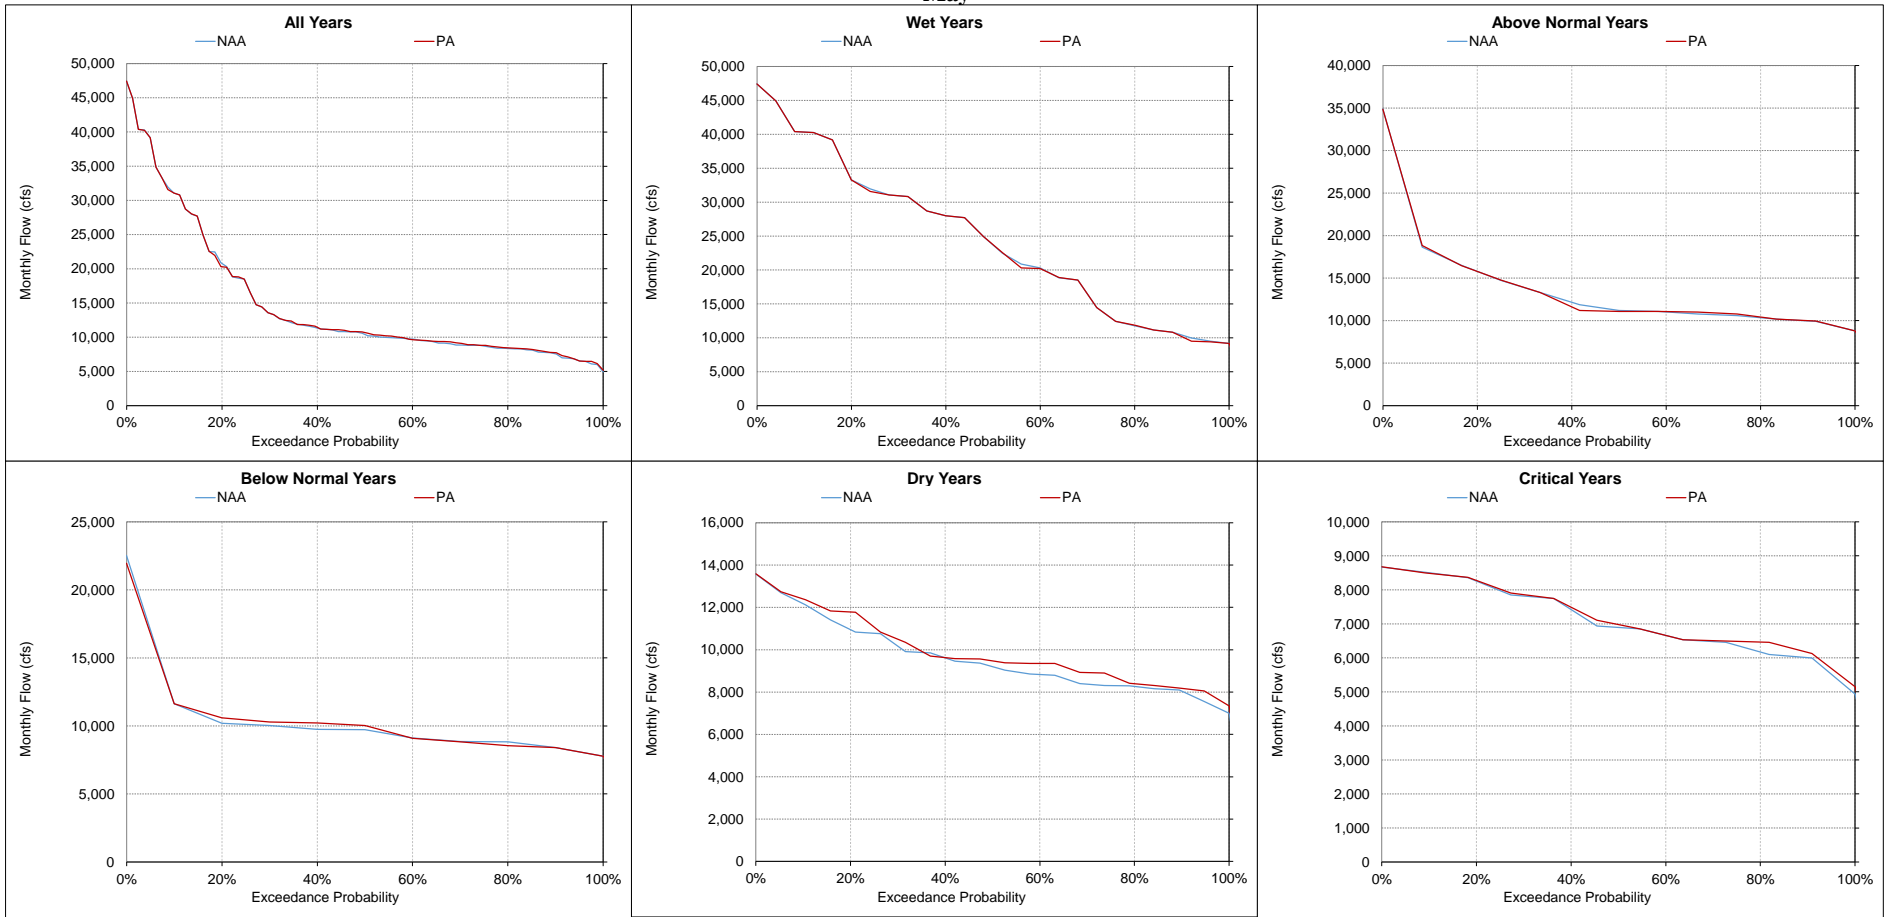 May
All Years
NAA PA
50,000
45,000
40,000
35,000
30,000
25,000
20,000
15,000
10,000
5,000
0
Monthly Flow (cfs)
0% 20% 40% 60% 80% 100%
Exceedance Probability
Wet Years
NAA PA
50,000
45,000
40,000
35,000
30,000
25,000
20,000
15,000
10,000
5,000
0
Monthly Flow (cfs)
0% 20% 40% 60% 80% 100%
Exceedance Probability
Above Normal Years
NAA PA
40,000
35,000
30,000
25,000
20,000
15,000
10,000
5,000
0
Monthly Flow (cfs)
0% 20% 40% 60% 80% 100%
Exceedance Probability
Below Normal Years
NAA PA
25,000
20,000
15,000
10,000
5,000
0
Monthly Flow (cfs)
0% 20% 40% 60% 80% 100%
Exceedance Probability
Dry Years
NAA PA
16,000
14,000
12,000
10,000
8,000
6,000
4,000
2,000
0
Monthly Flow (cfs)
0% 20% 40% 60% 80% 100%
Exceedance Probability
Critical Years
NAA PA
10,000
9,000
8,000
7,000
6,000
5,000
4,000
3,000
2,000
1,000
0
Monthly Flow (cfs)
0% 20% 40% 60% 80% 100%
Exceedance Probability